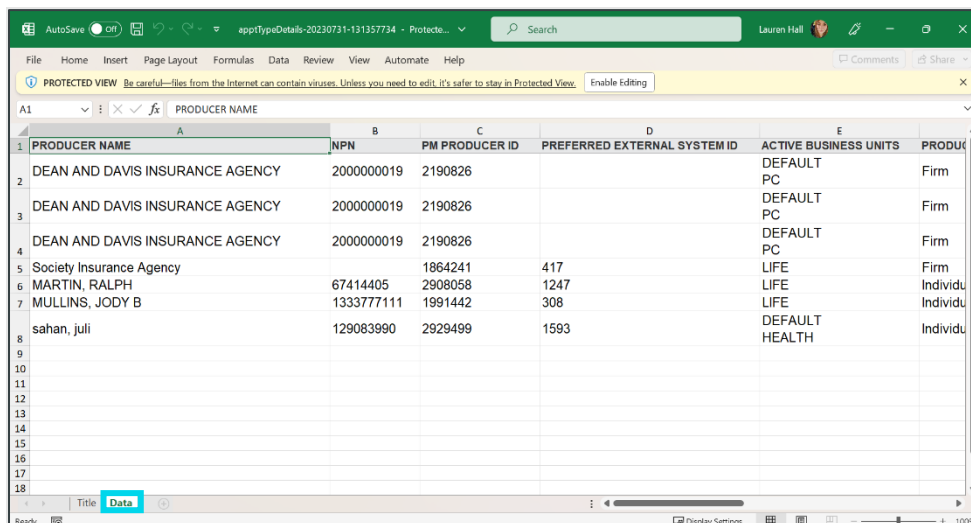 AutoSave Off apptTypeDetails-20230731-131357734 - Protecte... Search Lauren Hall
File Home Insert Page Layout Formulas Data Review View Automate Help Comments Share
PROTECTED VIEW Be careful—files from the Internet can contain viruses. Unless you need to edit, it's safer to stay in Protected View. Enable Editing
A1 fx PRODUCER NAME
A B C D E
1 PRODUCER NAME NPN PM PRODUCER ID PREFERRED EXTERNAL SYSTEM ID ACTIVE BUSINESS UNITS PRODUC
2 DEAN AND DAVIS INSURANCE AGENCY 2000000019 2190826 DEFAULT Firm
PC
3 DEAN AND DAVIS INSURANCE AGENCY 2000000019 2190826 DEFAULT Firm
PC
4 DEAN AND DAVIS INSURANCE AGENCY 2000000019 2190826 DEFAULT Firm
PC
5 Society Insurance Agency 1864241 417 LIFE Firm
6 MARTIN, RALPH 67414405 2908058 1247 LIFE Individu
7 MULLINS, JODY B 1333777111 1991442 308 LIFE Individu
8 sahan, juli 129083990 2929499 1593 DEFAULT Individu
HEALTH
9
10
11
12
13
14
15
16
17
18
Title Data
Ready Display Settings 100%